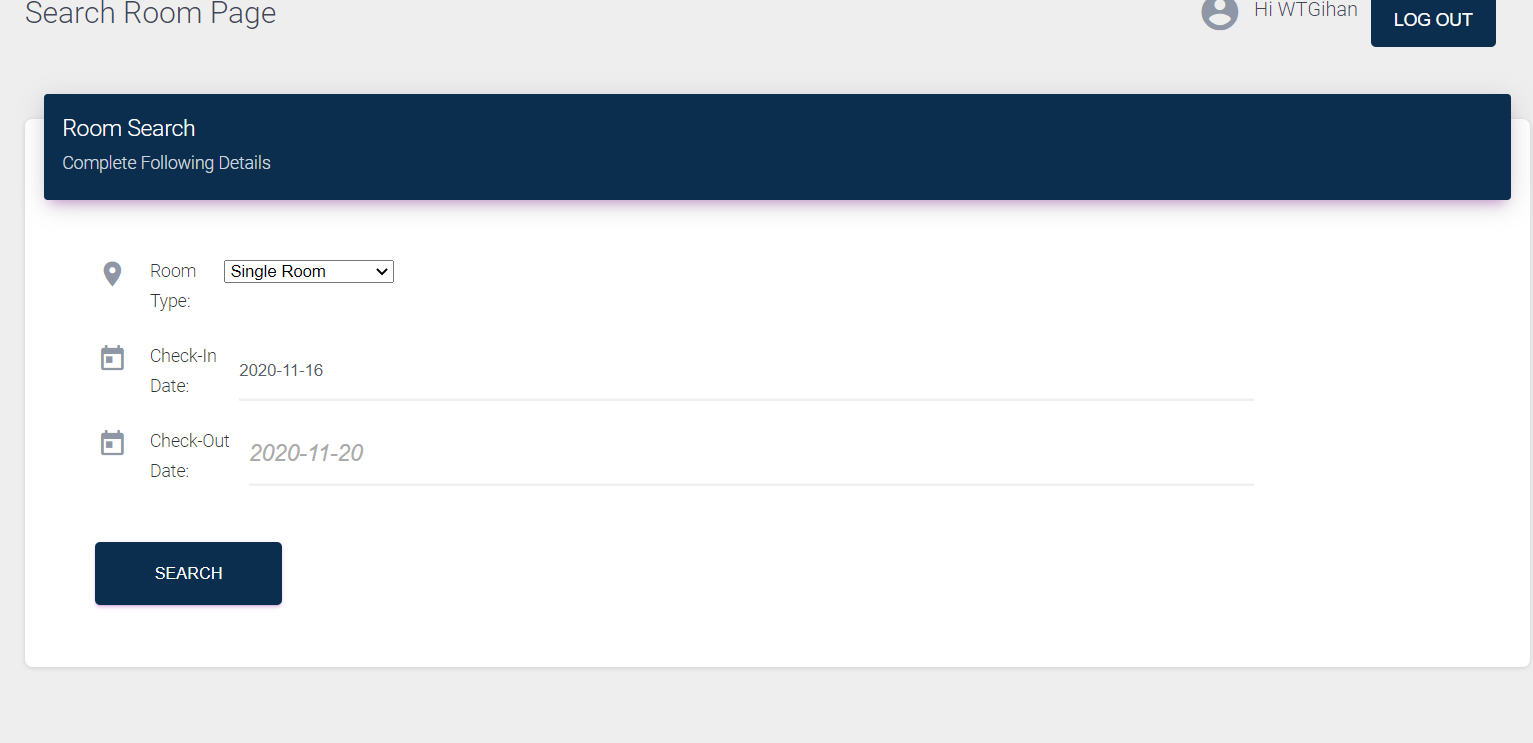 Search Room Page
Hi WTGihan
LOG OUT
Room Search
Complete Following Details
Room
Type:
Single Room
Check-In
Date:
2020-11-16
Check-Out
Date:
2020-11-20
SEARCH